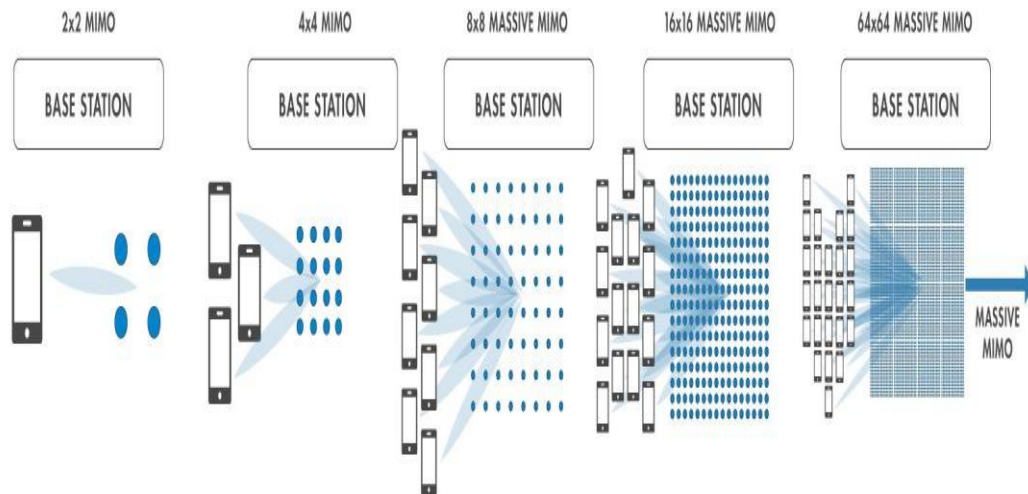 2x2 MIMO
4x4 MIMO
8x8 MASSIVE MIMO
16x16 MASSIVE MIMO
64x64 MASSIVE MIMO
BASE STATION
BASE STATION
BASE STATION
BASE STATION
BASE STATION
MASSIVE
MIMO